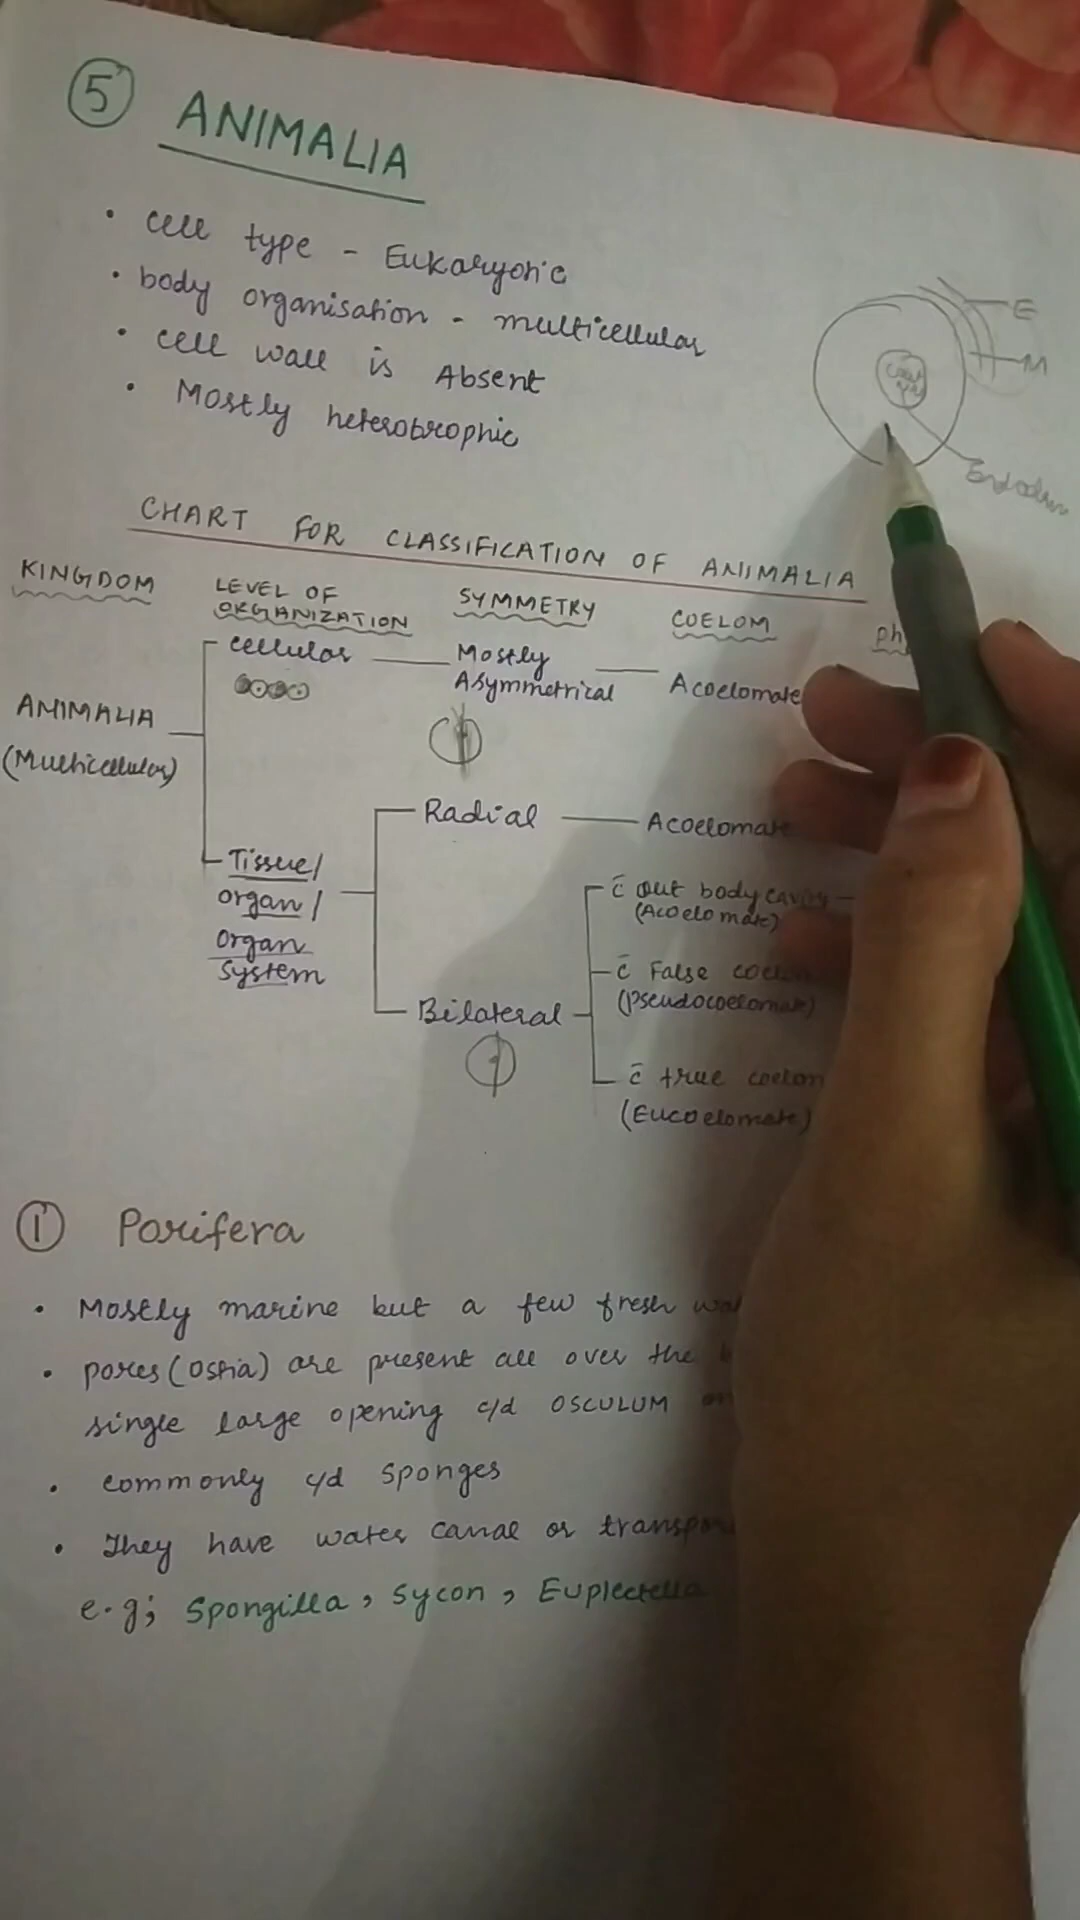 5 ANIMALIA
• cell type - Eukaryotic
• body organisation - multicellular
• cell wall is Absent
• Mostly heterotrophic
E
M
CHART FOR CLASSIFICATION OF ANIMALIA
KINGDOM
LEVEL OF ORGANIZATION
SYMMETRY
COELOM
Ph
ANIMALIA
(Multicellular)
cellular
Mostly Asymmetrical
Acoelomate
Tissue/
organ/
organ
system
Radial
Acoelomate
Bilateral
c̄ out body cavity
(Acoelomate)
c̄ False coelom
(Pseudocoelomate)
c̄ true coelom
(Eucoelomate)
1 Porifera
• Mostly marine but a few fresh
• pores (ostia) are present all over the
single large opening c/d OSCULUM
• commonly c/d sponges
• They have water canal or
e.g; Spongilla, Sycon, Euplectella